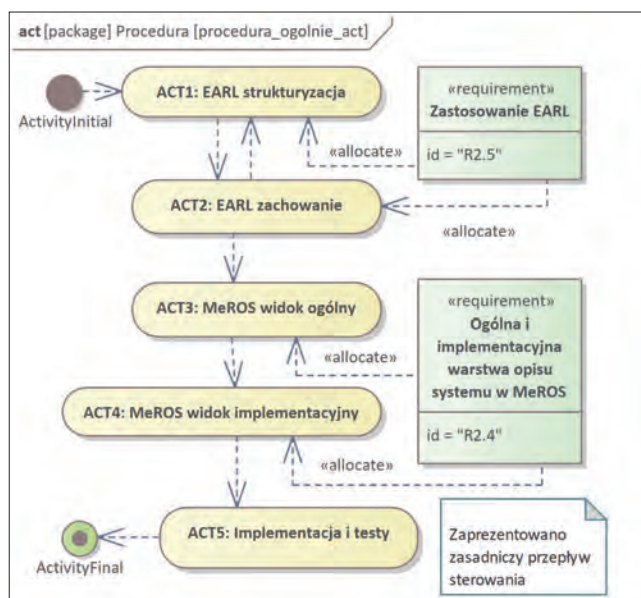 act [package] Procedura [procedura_ogolnie_act]
ActivityInitial
ACT1: EARL strukturyzacja
«requirement»
Zastosowanie EARL
id = "R2.5"
«allocate»
ACT2: EARL zachowanie
«allocate»
ACT3: MeROS widok ogólny
«requirement»
Ogólna i
implementacyjna
warstwa opisu
systemu w MeROS
id = "R2.4"
«allocate»
ACT4: MeROS widok implementacyjny
«allocate»
ACT5: Implementacja i testy
ActivityFinal
Zaprezentowano
zasadniczy przepływ
sterowania